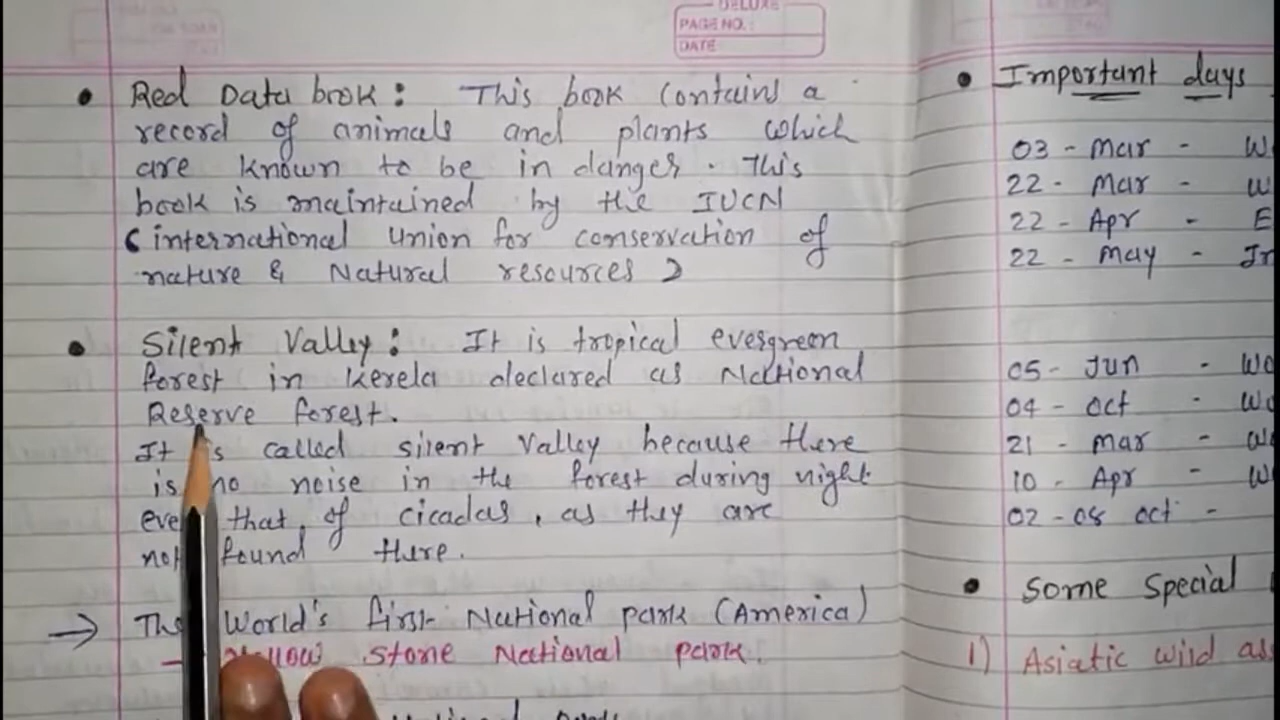 DELUXE
PAGE NO.:
DATE
• Red Data book : This book contains a
record of animals and plants which
are known to be in danger. This
book is maintained by the IUCN
(international union for conservation of
nature & Natural resources)
• Silent Valley : It is tropical evergreen
forest in Kerela declared as National
Reserve forest.
It is called silent valley because there
is no noise in the forest during night
even that of cicadas, as they are
not found there.
→ The World's first National park (America)
Yellow stone National park.
• Important days
03 - Mar -
22 - Mar -
22 - Apr -
22 - May -
05 - Jun -
04 - Oct -
21 - Mar -
10 - Apr -
02 - 08 Oct -
• Some Special
1) Asiatic wild